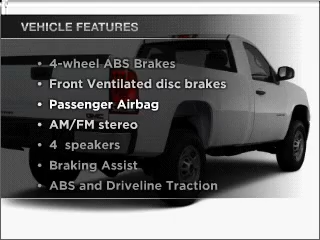 VEHICLE FEATURES
• 4-wheel ABS Brakes
• Front Ventilated disc brakes
• Passenger Airbag
• AM/FM stereo
• 4 speakers
• Braking Assist
• ABS and Driveline Traction